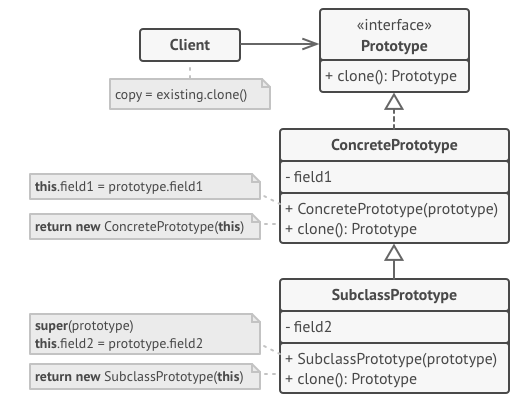 «interface»
Client
Prototype
+ clone(): Prototype
copy = existing.clone()
ConcretePrototype
- field1
this.field1 = prototype.field1
+ ConcretePrototype(prototype)
return new ConcretePrototype(this)
+ clone(): Prototype
SubclassPrototype
- field2
super(prototype)
this.field2 = prototype.field2
+ SubclassPrototype(prototype)
return new SubclassPrototype(this)
+ clone(): Prototype